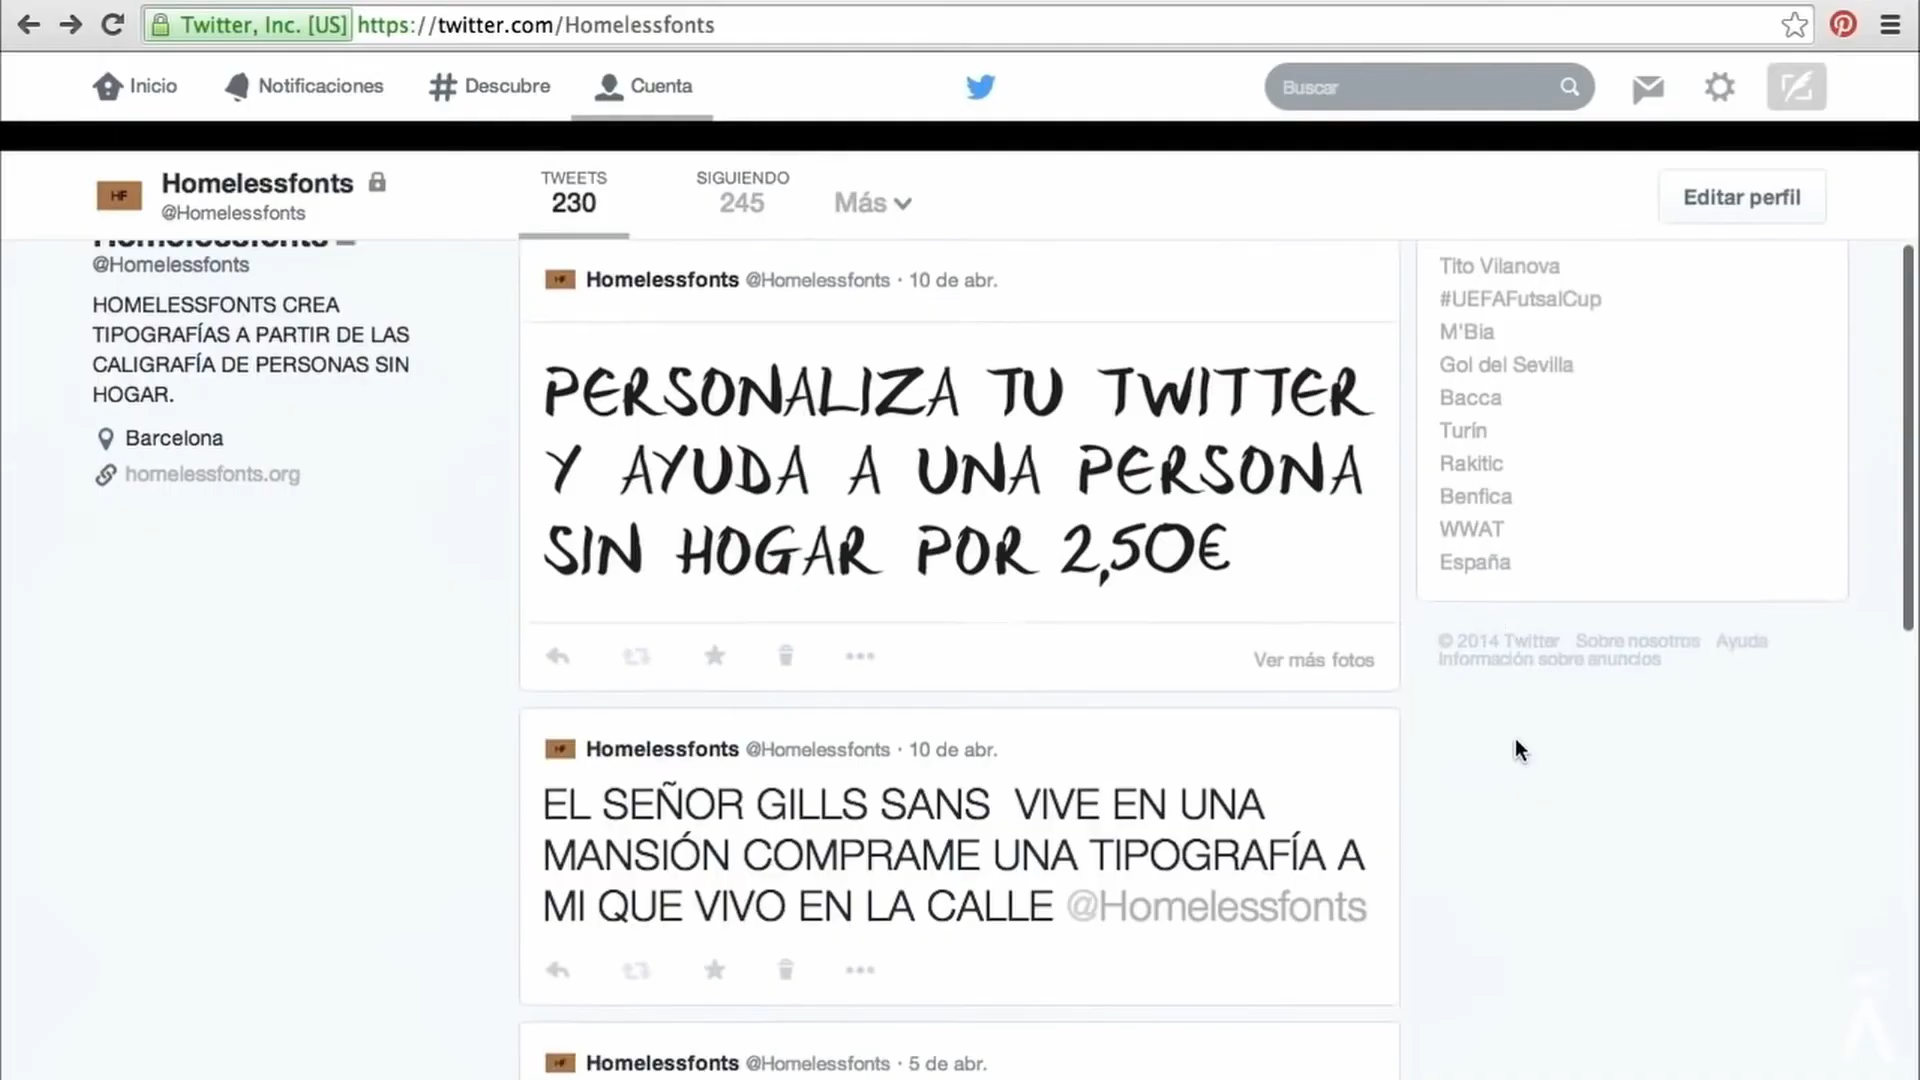 Twitter, Inc. [US] https://twitter.com/Homelessfonts
Inicio Notificaciones Descubre Cuenta Buscar
HF
Homelessfonts
@Homelessfonts
TWEETS
230
SIGUIENDO
245
Más
Editar perfil
Homelessfonts
@Homelessfonts
HOMELESSFONTS CREA
TIPOGRAFÍAS A PARTIR DE LAS
CALIGRAFÍA DE PERSONAS SIN
HOGAR.
Barcelona
homelessfonts.org
HF Homelessfonts @Homelessfonts · 10 de abr.
PERSONALIZA TU TWITTER
Y AYUDA A UNA PERSONA
SIN HOGAR POR 2,50€
Ver más fotos
HF Homelessfonts @Homelessfonts · 10 de abr.
EL SEÑOR GILLS SANS VIVE EN UNA
MANSIÓN COMPRAME UNA TIPOGRAFÍA A
MI QUE VIVO EN LA CALLE @Homelessfonts
HF Homelessfonts @Homelessfonts · 5 de abr.
Tito Vilanova
#UEFAFutsalCup
M'Bia
Gol del Sevilla
Bacca
Turín
Rakitic
Benfica
WWAT
España
© 2014 Twitter Sobre nosotros Ayuda
Información sobre anuncios